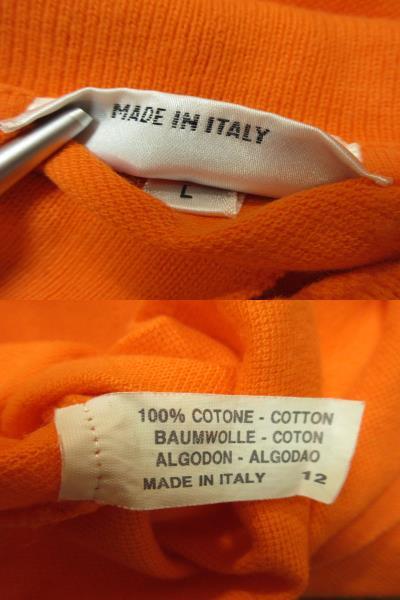 MADE IN ITALY
L
100% COTONE - COTTON
BAUMWOLLE - COTON
ALGODON - ALGODAO
MADE IN ITALY 12